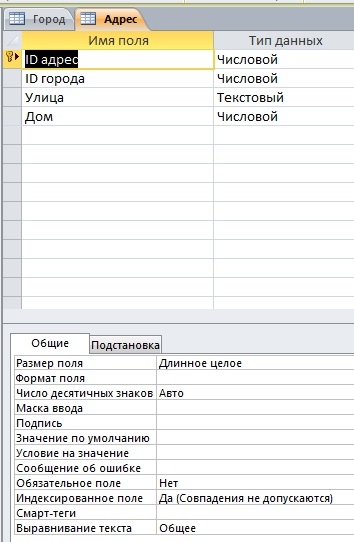 Город Адрес
Имя поля Тип данных
ID адрес Числовой
ID города Числовой
Улица Текстовый
Дом Числовой
Общие Подстановка
Размер поля Длинное целое
Формат поля
Число десятичных знаков Авто
Маска ввода
Подпись
Значение по умолчанию
Условие на значение
Сообщение об ошибке
Обязательное поле Нет
Индексированное поле Да (Совпадения не допускаются)
Смарт-теги
Выравнивание текста Общее